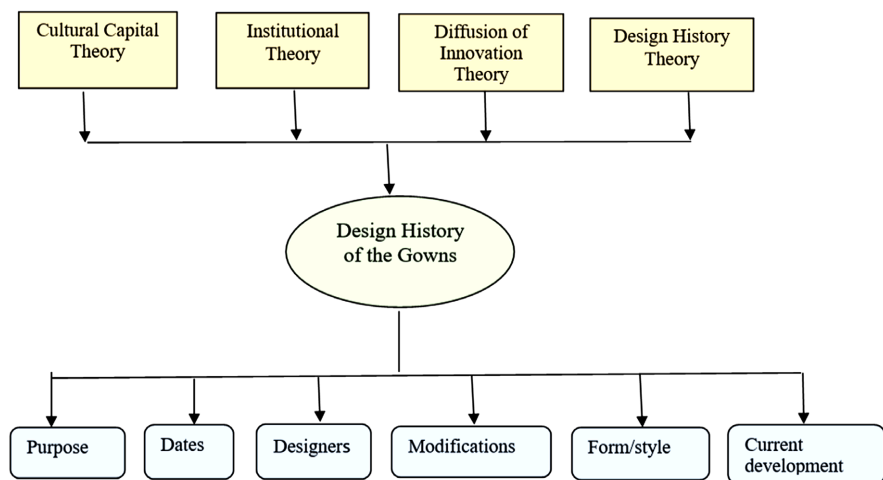 Cultural Capital
Theory
Institutional
Theory
Diffusion of
Innovation
Theory
Design History
Theory
Design History
of the Gowns
Purpose
Dates
Designers
Modifications
Form/style
Current
development